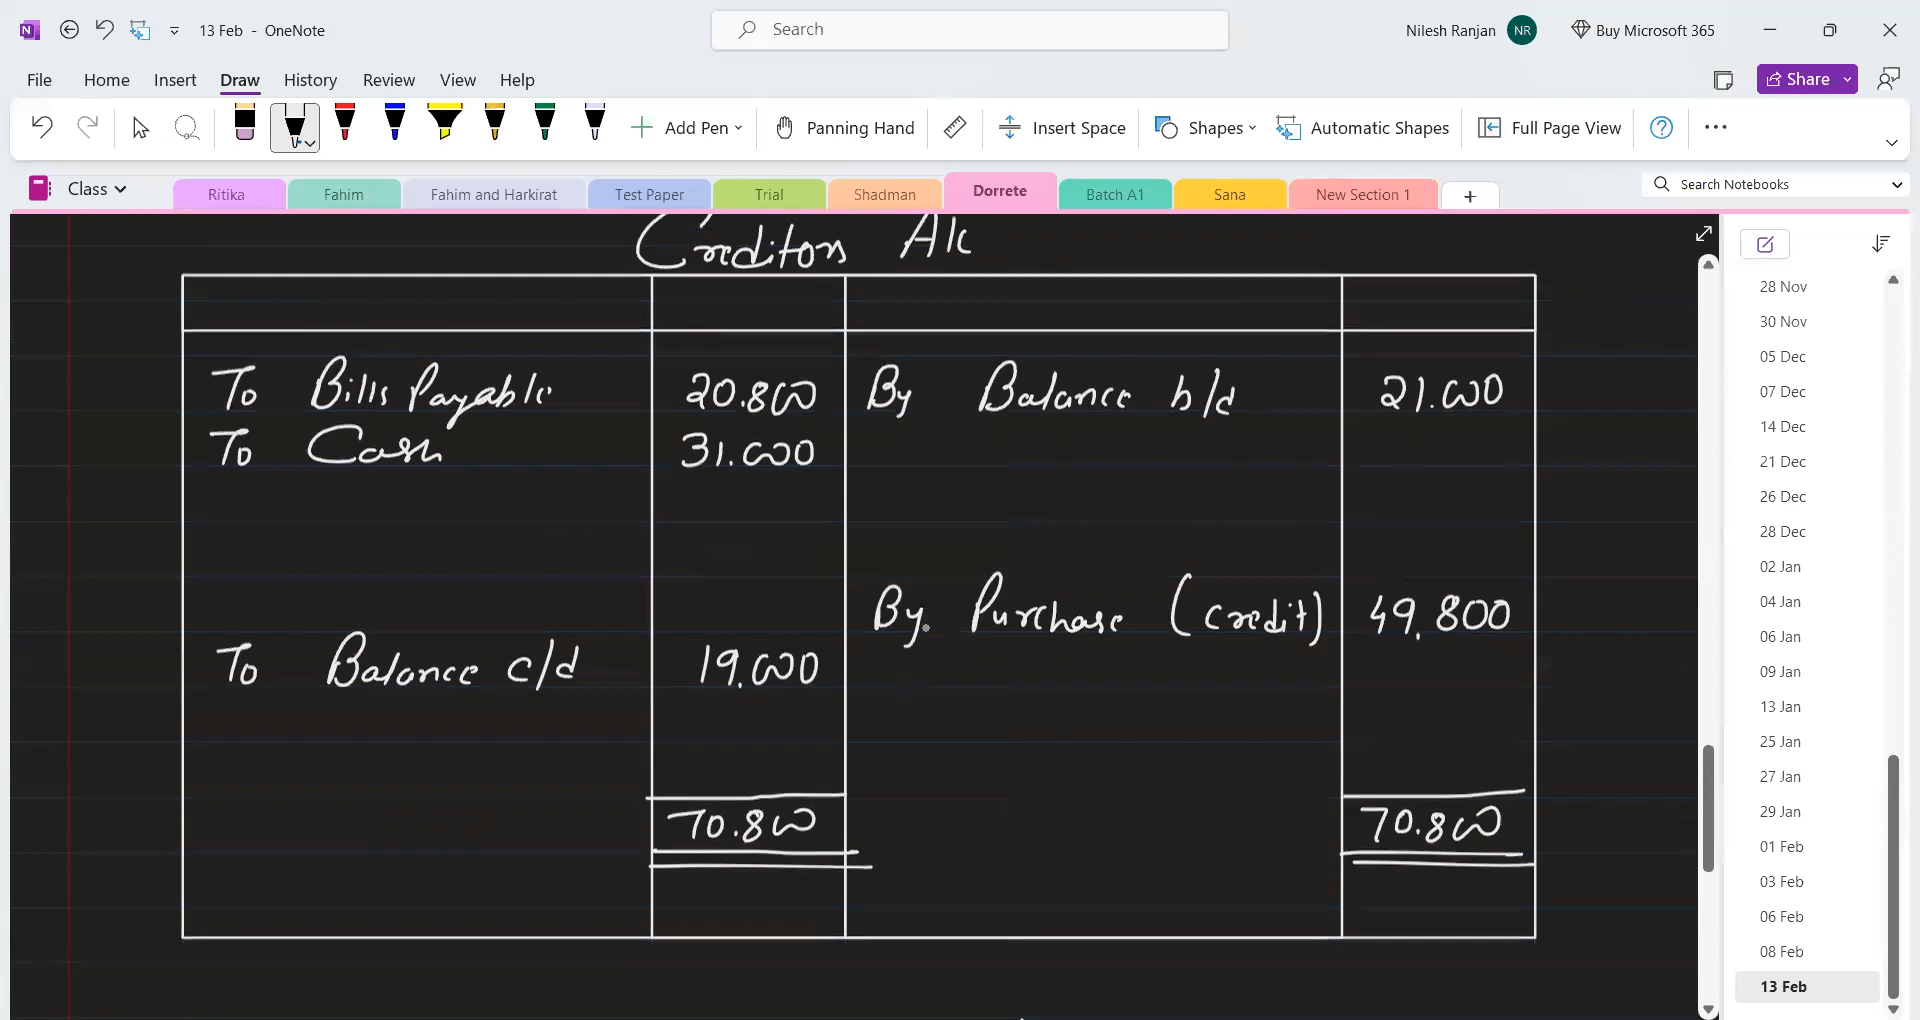 13 Feb - OneNote
Search
Nilesh Ranjan NR
Buy Microsoft 365
File Home Insert Draw History Review View Help
Share
Add Pen Panning Hand Insert Space Shapes Automatic Shapes Full Page View
Class
Ritika Fahim Fahim and Harkirat Test Paper Trial Shadman Dorrete Batch A1 Sana New Section 1 +
Search Notebooks
Creditors A/c
To Bills Payable 20.800 By Balance b/d 21.000
To Cash 31.000
By Purchase (credit) 49.800
To Balance c/d 19.000
70.800 70.800
28 Nov
30 Nov
05 Dec
07 Dec
14 Dec
21 Dec
26 Dec
28 Dec
02 Jan
04 Jan
06 Jan
09 Jan
13 Jan
25 Jan
27 Jan
29 Jan
01 Feb
03 Feb
06 Feb
08 Feb
13 Feb